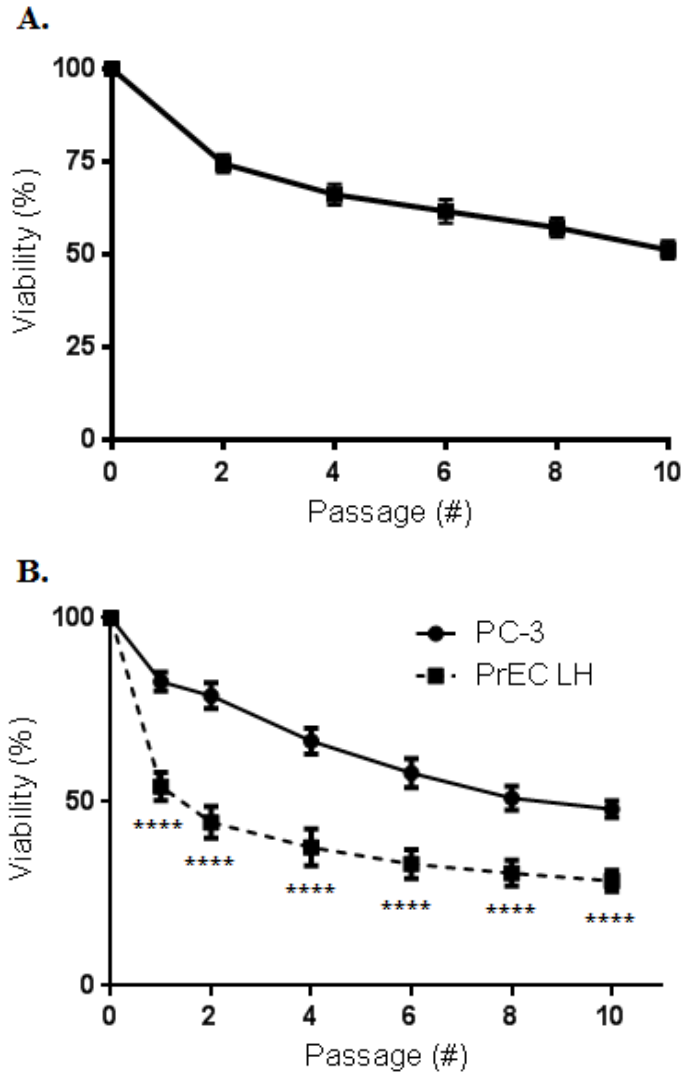 A.
100
75
50
25
0
Viability (%)
0 2 4 6 8 10
Passage (#)
B.
100
50
0
Viability (%)
PC-3
PrEC LH
**** **** **** **** **** ****
0 2 4 6 8 10
Passage (#)